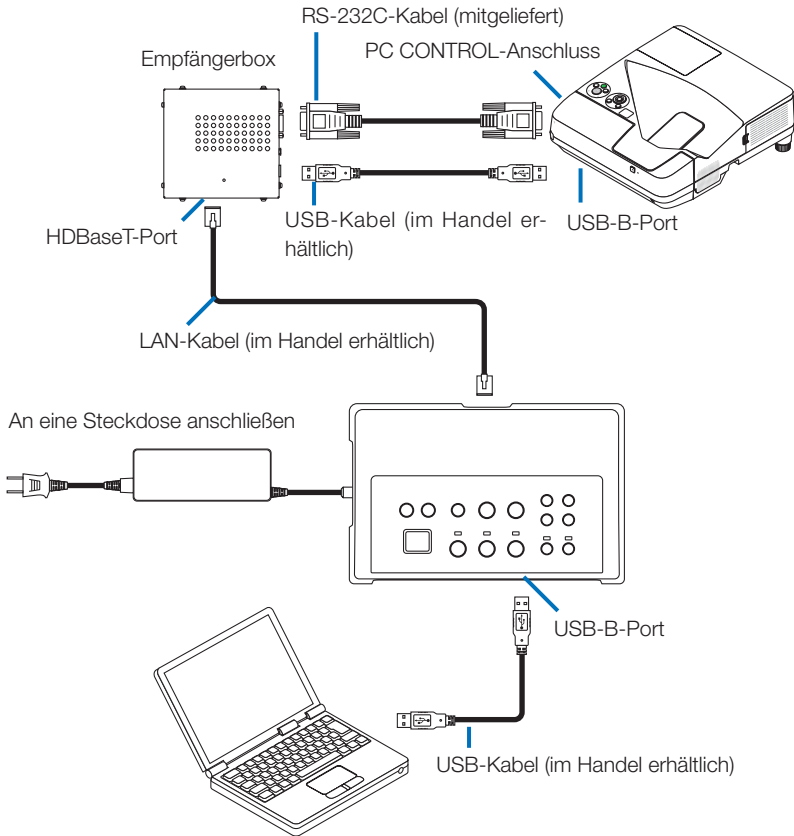 RS-232C-Kabel (mitgeliefert)
PC CONTROL-Anschluss
Empfängerbox
USB-Kabel (im Handel er-
hältlich)
USB-B-Port
HDBaseT-Port
LAN-Kabel (im Handel erhältlich)
An eine Steckdose anschließen
USB-B-Port
USB-Kabel (im Handel erhältlich)